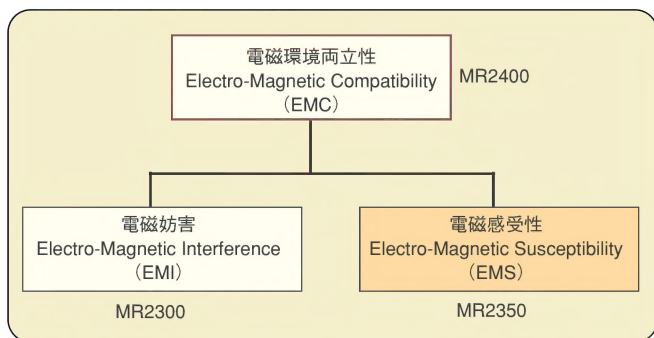 電磁環境両立性
Electro-Magnetic Compatibility
（EMC）
MR2400
電磁妨害
Electro-Magnetic Interference
（EMI）
MR2300
電磁感受性
Electro-Magnetic Susceptibility
（EMS）
MR2350